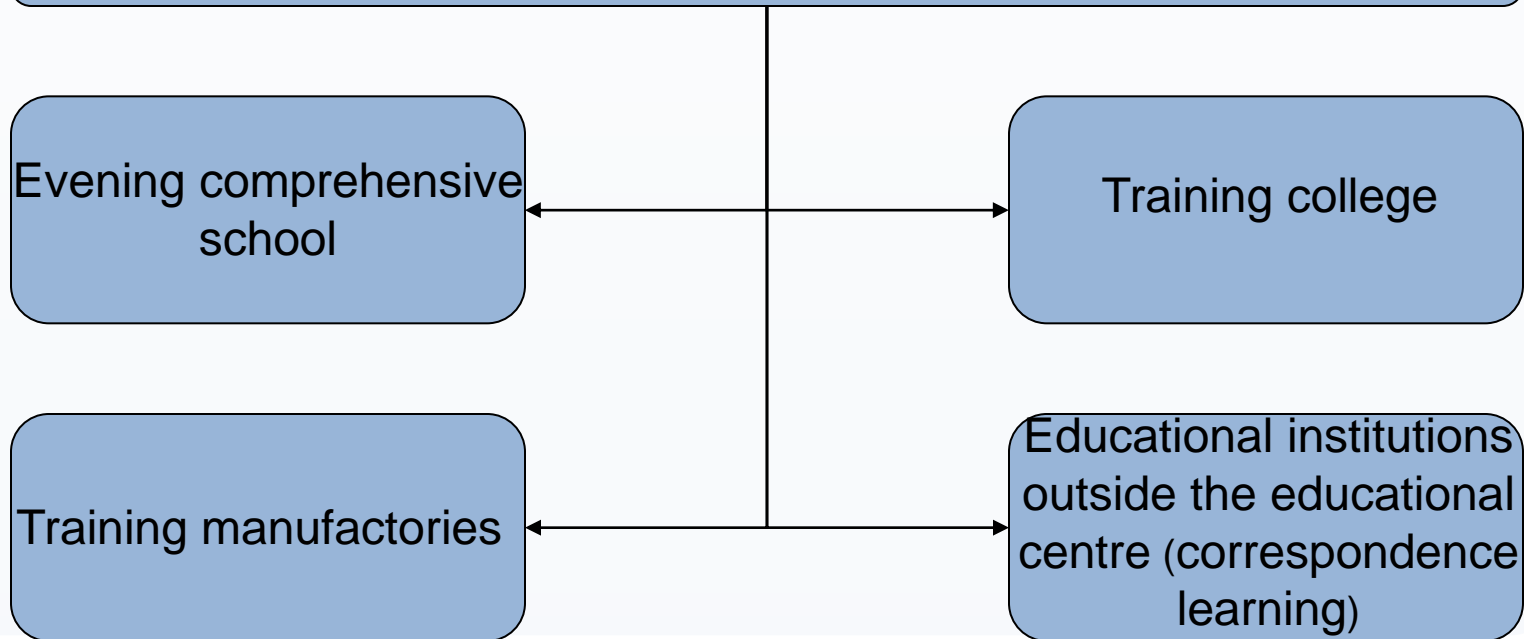 Evening comprehensive
school
Training college
Training manufactories
Educational institutions
outside the educational
centre (correspondence
learning)